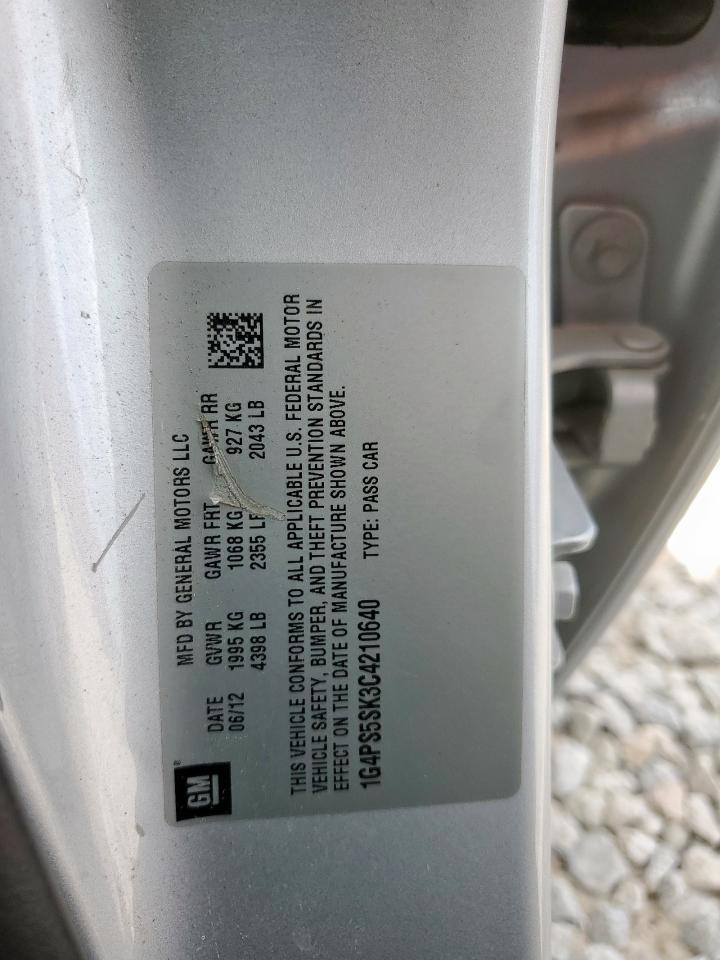 GM®
MFD BY GENERAL MOTORS LLC
DATE GVWR GAWR FRT GAWR RR
06/12 1995 KG 1068 KG 927 KG
4398 LB 2355 LB 2043 LB
THIS VEHICLE CONFORMS TO ALL APPLICABLE U.S. FEDERAL MOTOR
VEHICLE SAFETY, BUMPER, AND THEFT PREVENTION STANDARDS IN
EFFECT ON THE DATE OF MANUFACTURE SHOWN ABOVE.
1G4PS5SK3C4210640 TYPE: PASS CAR